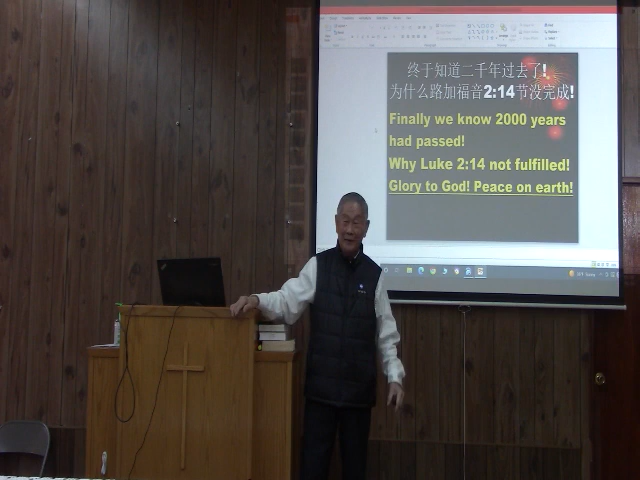 终于知道二千年过去了!
为什么路加福音2:14节没完成!
Finally we know 2000 years
had passed!
Why Luke 2:14 not fulfilled!
Glory to God! Peace on earth!